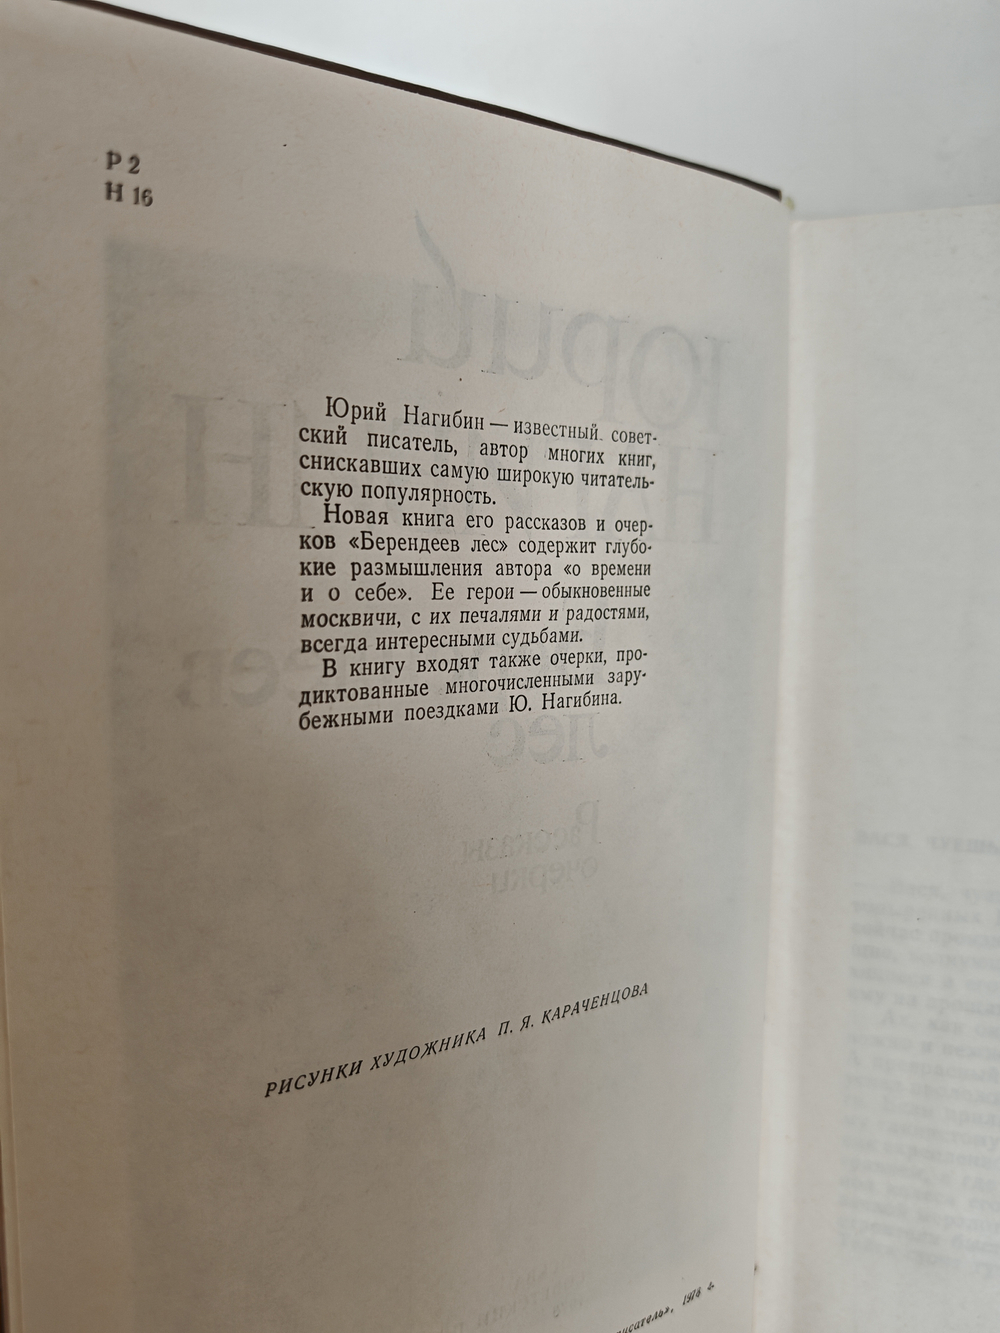 Р 2
Н 16
Юрий Нагибин — известный совет-
ский писатель, автор многих книг,
снискавших самую широкую читатель-
скую популярность.
Новая книга его рассказов и очер-
ков «Берендеев лес» содержит глубо-
кие размышления автора «о времени
и о себе». Ее герои — обыкновенные
москвичи, с их печалями и радостями,
всегда интересными судьбами.
В книгу входят также очерки, про-
диктованные многочисленными зару-
бежными поездками Ю. Нагибина.
РИСУНКИ ХУДОЖНИКА П. Я. КАРАЧЕНЦОВА
писатель», 1978 г.